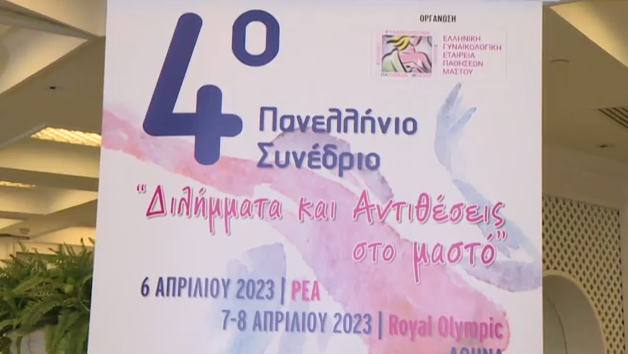 ΟΡΓΑΝΩΣΗ
ΕΛΛΗΝΙΚΗ
ΓΥΝΑΙΚΟΛΟΓΙΚΗ
ΕΤΑΙΡΕΙΑ
ΠΑΘΗΣΕΩΝ
ΜΑΣΤΟΥ
4ο
Πανελλήνιο
Συνέδριο
“Διλήμματα και Αντιθέσεις
στο μαστό”
6 ΑΠΡΙΛΙΟΥ 2023 | ΡΕΑ
7-8 ΑΠΡΙΛΙΟΥ 2023 | Royal Olympic
ΑΘΗΝΑ